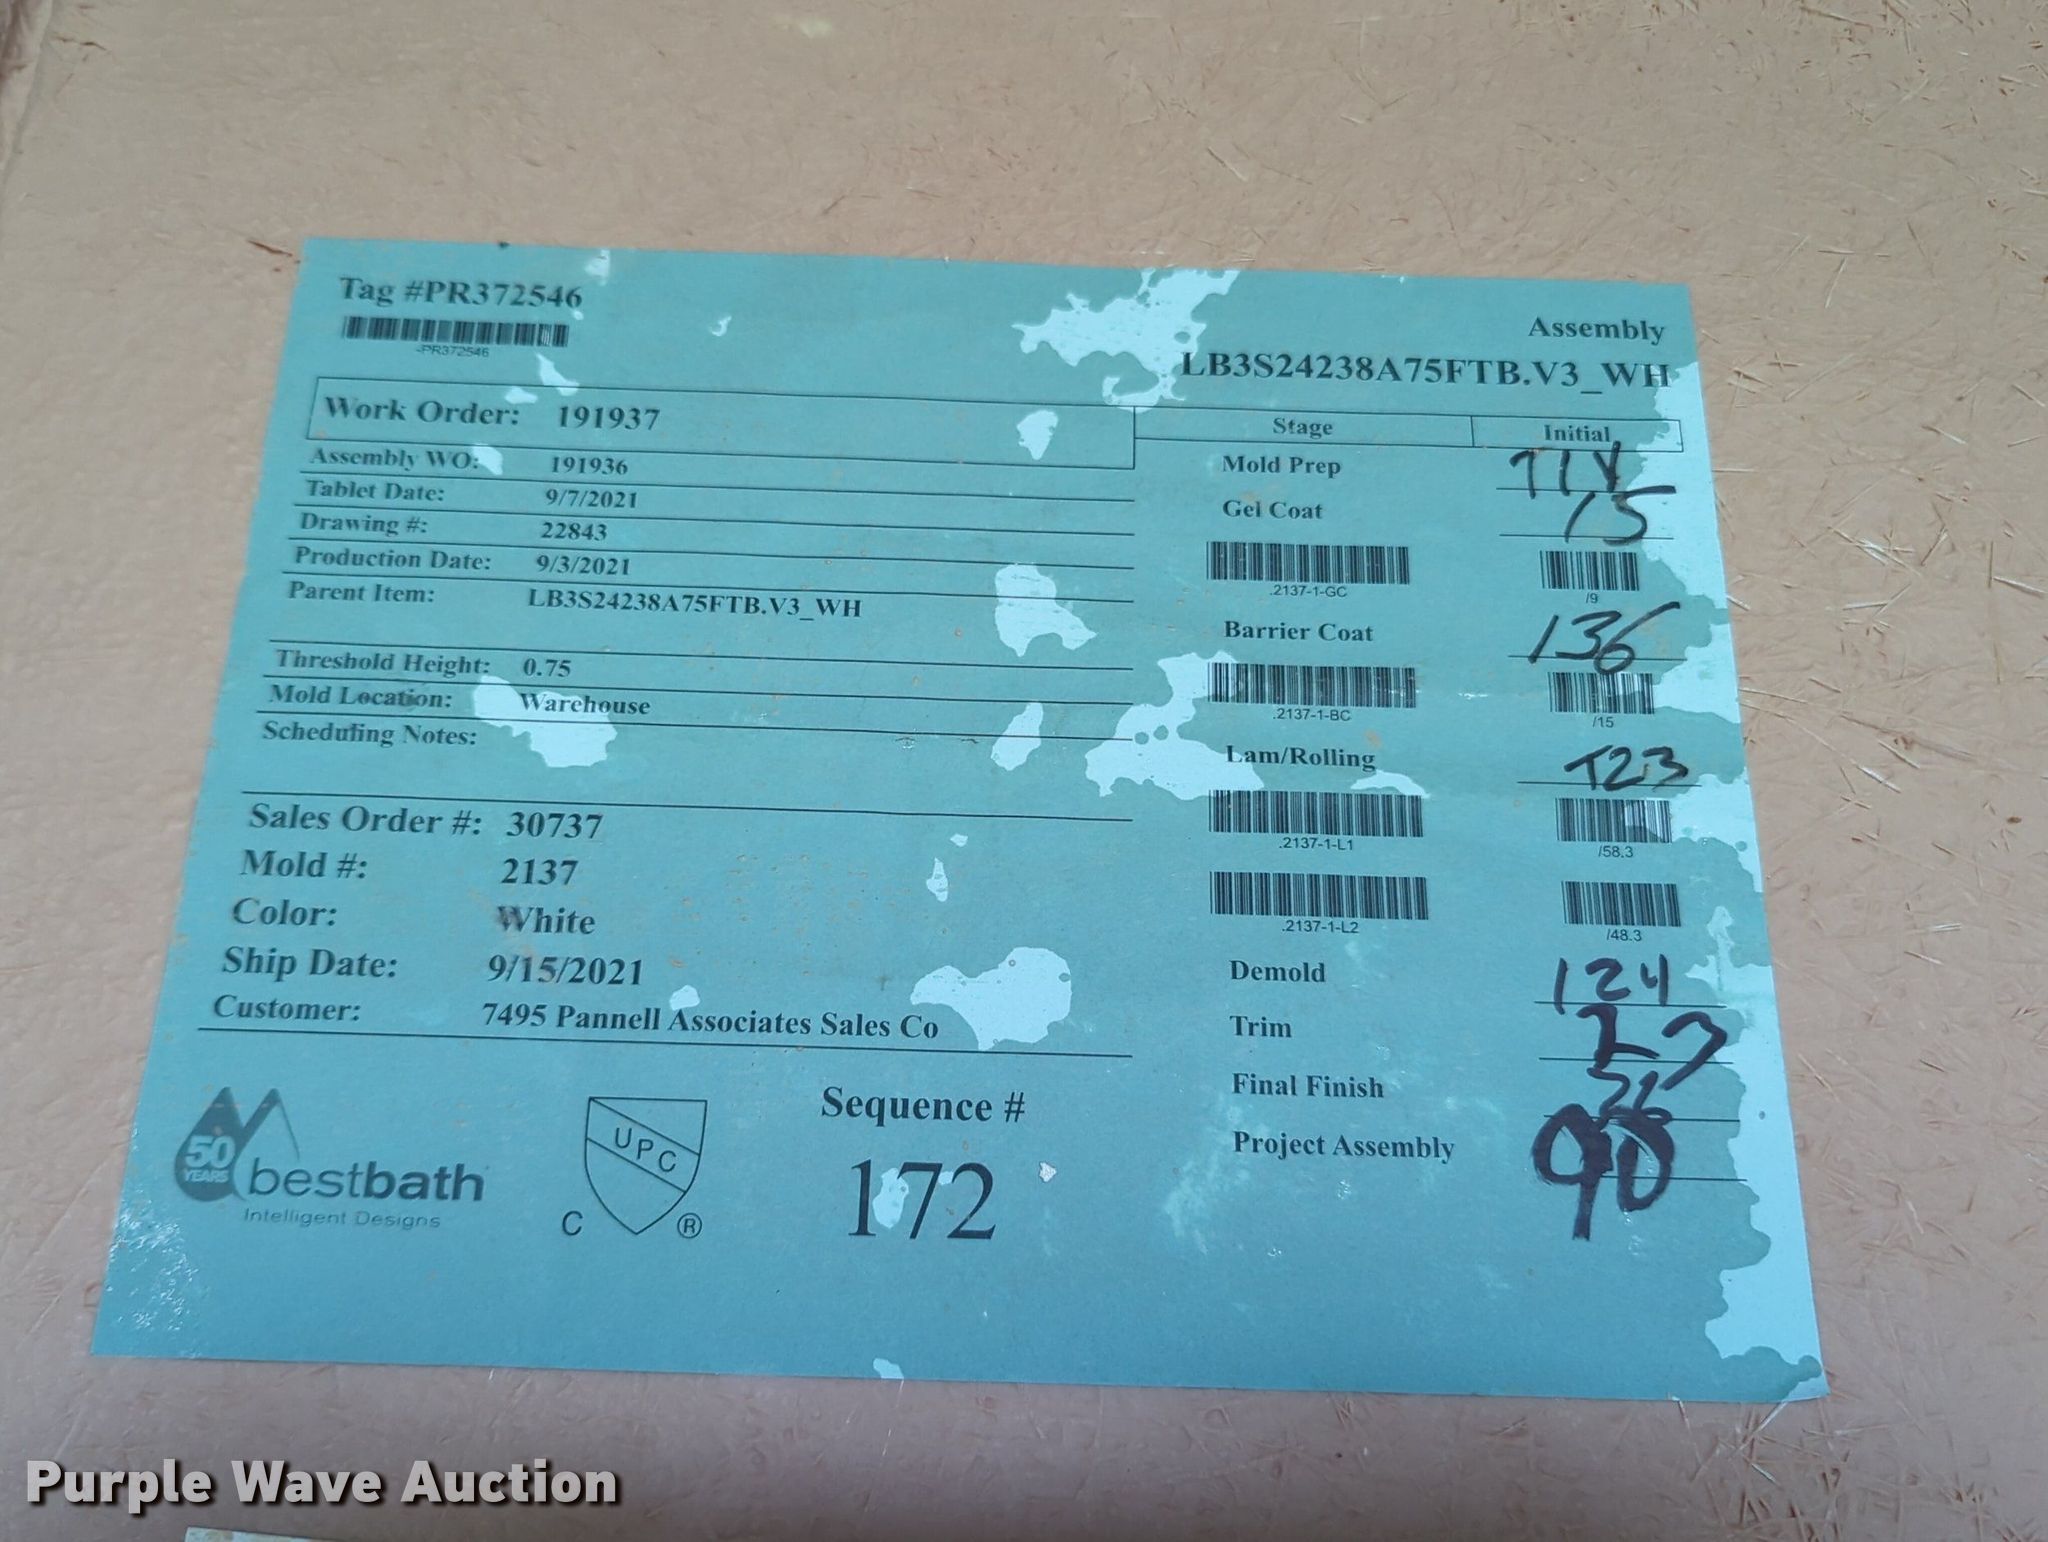 Tag #PR372546
-PR372546
Assembly
LB3S24238A75FTB.V3_WH
Work Order: 191937
Assembly WO: 191936
Tablet Date: 9/7/2021
Drawing #: 22843
Production Date: 9/3/2021
Parent Item: LB3S24238A75FTB.V3_WH
Threshold Height: 0.75
Mold Location: Warehouse
Scheduling Notes:
Sales Order #: 30737
Mold #: 2137
Color: White
Ship Date: 9/15/2021
Customer: 7495 Pannell Associates Sales Co
Stage Initial
Mold Prep
Gel Coat 15
.2137-1-GC /9
Barrier Coat 136
.2137-1-BC /15
Lam/Rolling T23
.2137-1-L1 /58.3
.2137-1-L2 /48.3
Demold 124
Trim
Final Finish
Project Assembly 90
50
YEARS
bestbath
Intelligent Designs
UPC
C ®
Sequence #
172
Purple Wave Auction